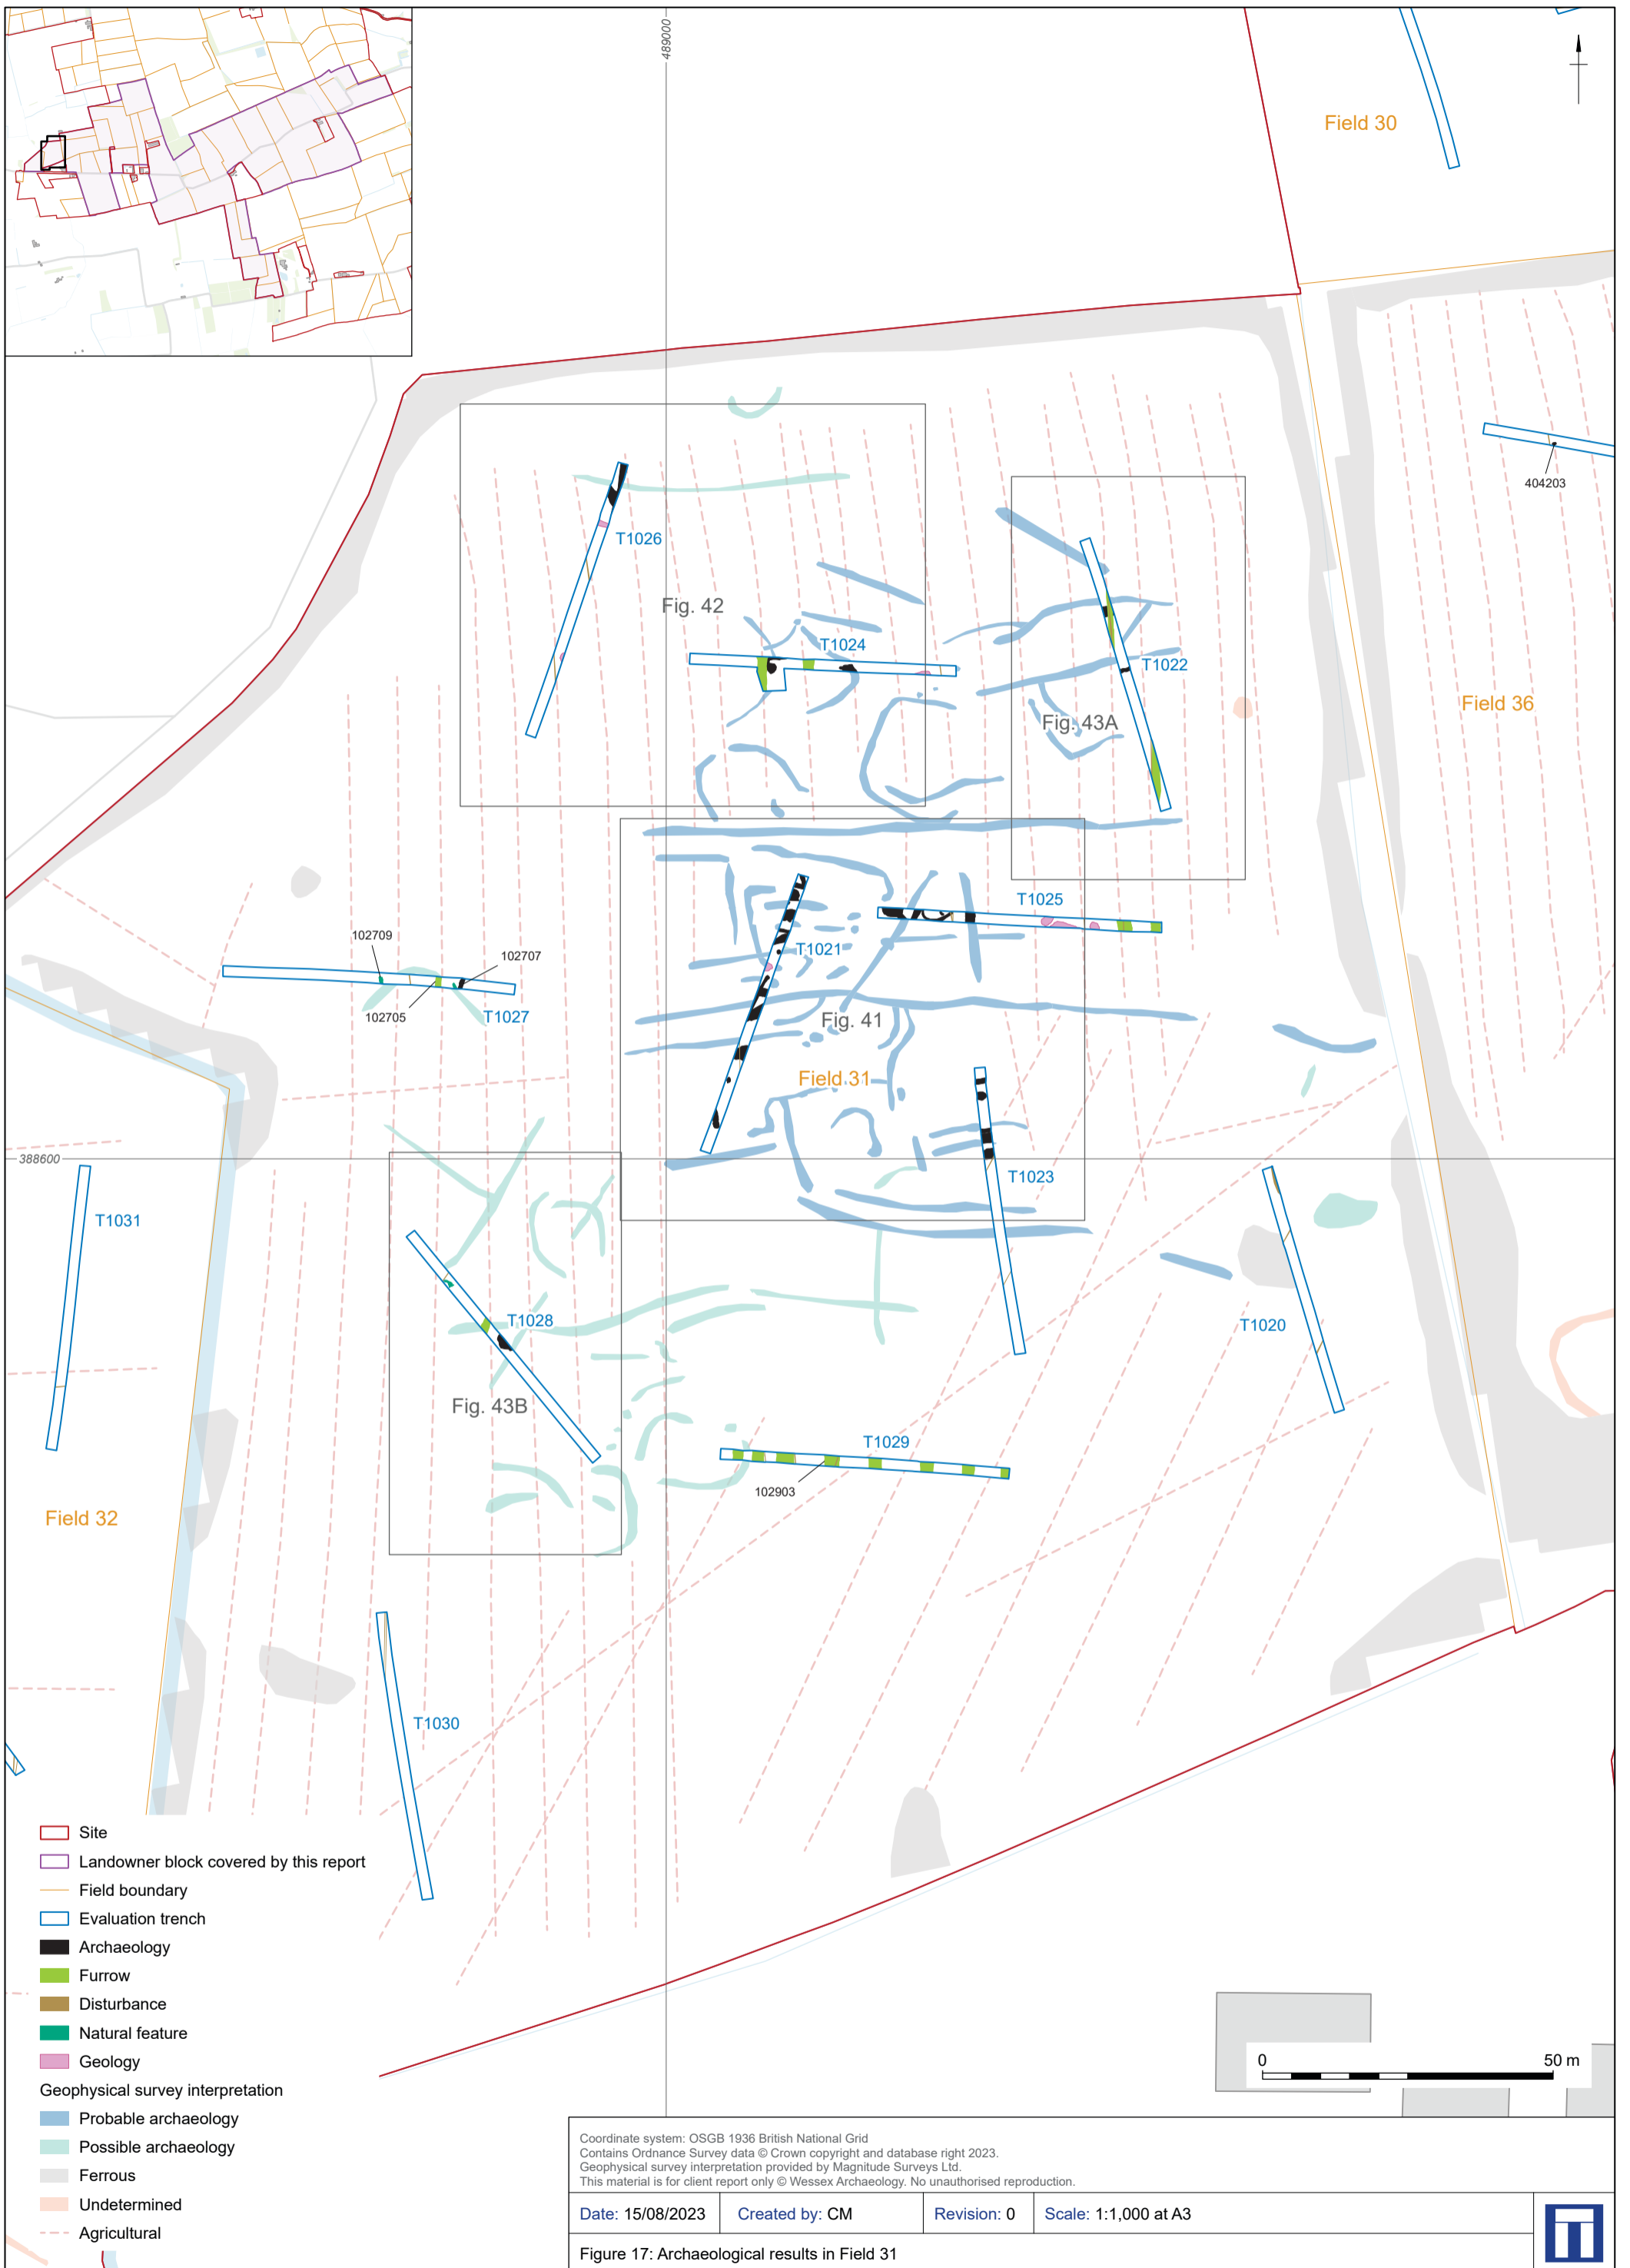 489000
Field 30
404203
T1026
Fig. 42
T1024
T1022
Fig. 43A
Field 36
T1025
102709
102707
T1021
102705
T1027
Fig. 41
Field 31
388600
T1023
T1031
T1028
T1020
Fig. 43B
T1029
102903
Field 32
T1030
Site
Landowner block covered by this report
Field boundary
Evaluation trench
Archaeology
Furrow
Disturbance
Natural feature
Geology
Geophysical survey interpretation
Probable archaeology
Possible archaeology
Ferrous
Undetermined
Agricultural
0 50 m
Coordinate system: OSGB 1936 British National Grid
Contains Ordnance Survey data © Crown copyright and database right 2023.
Geophysical survey interpretation provided by Magnitude Surveys Ltd.
This material is for client report only © Wessex Archaeology. No unauthorised reproduction.
Date: 15/08/2023 Created by: CM Revision: 0 Scale: 1:1,000 at A3
Figure 17: Archaeological results in Field 31